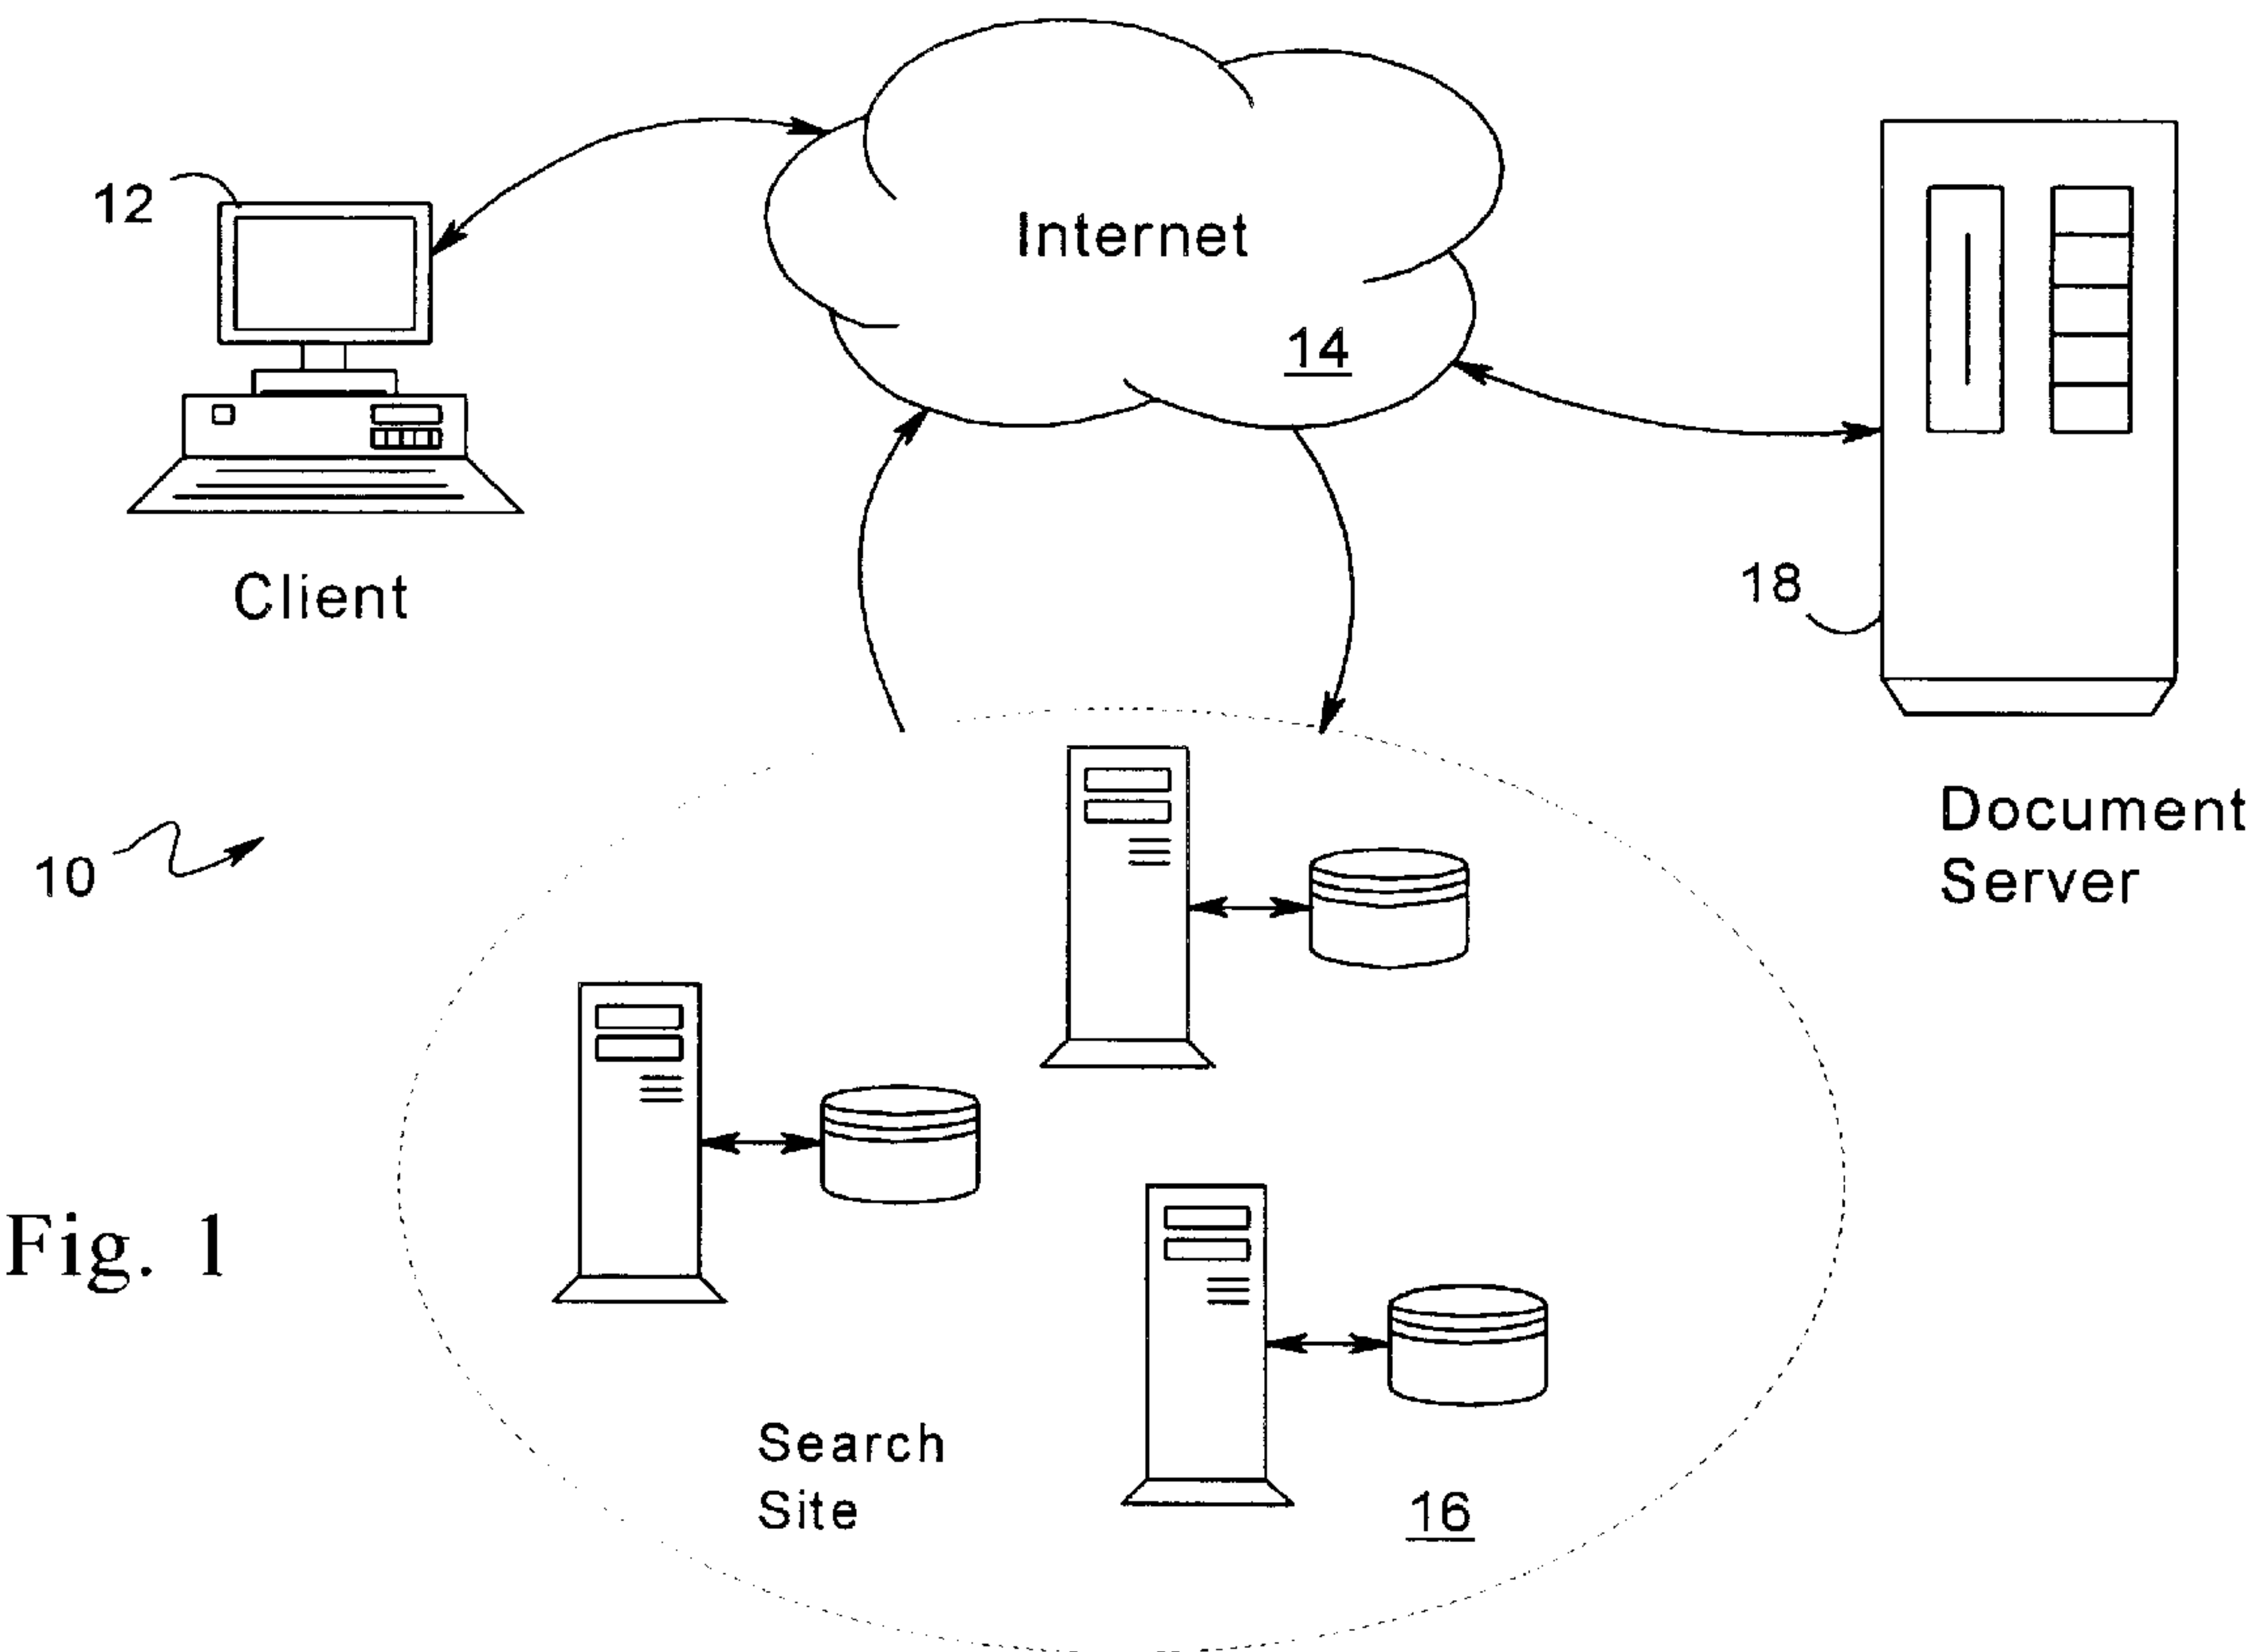 12
Internet
14
Client
18
Document
Server
10
Fig. 1
Search
Site
16